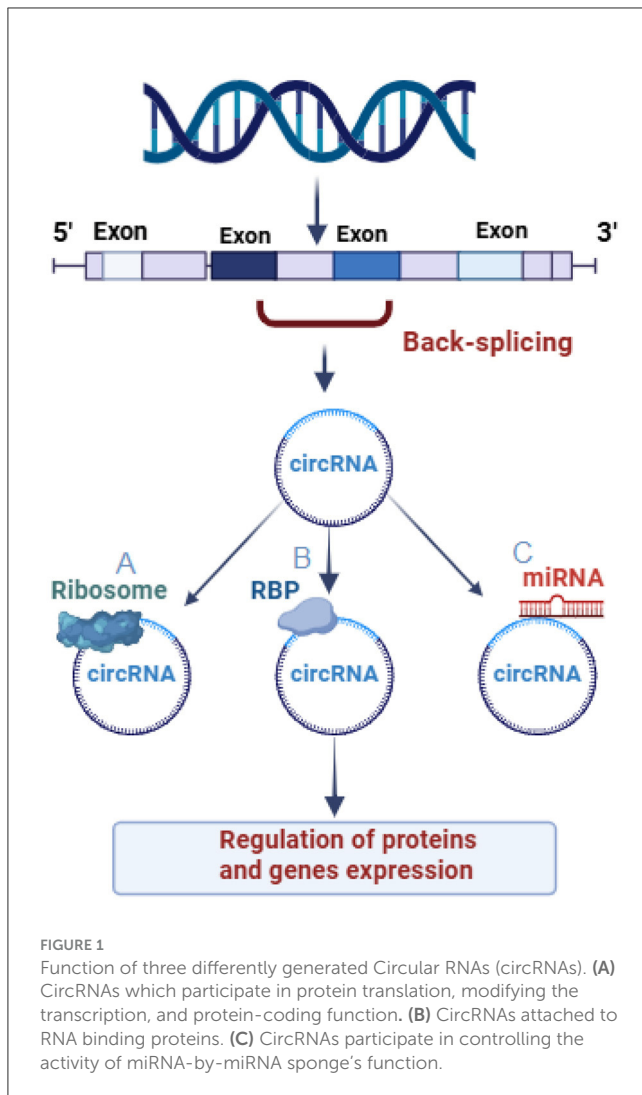 5' Exon Exon Exon Exon 3'
Back-splicing
circRNA
A B C
Ribosome RBP miRNA
circRNA circRNA circRNA
Regulation of proteins
and genes expression
FIGURE 1
Function of three differently generated Circular RNAs (circRNAs). (A)
CircRNAs which participate in protein translation, modifying the
transcription, and protein-coding function. (B) CircRNAs attached to
RNA binding proteins. (C) CircRNAs participate in controlling the
activity of miRNA-by-miRNA sponge's function.